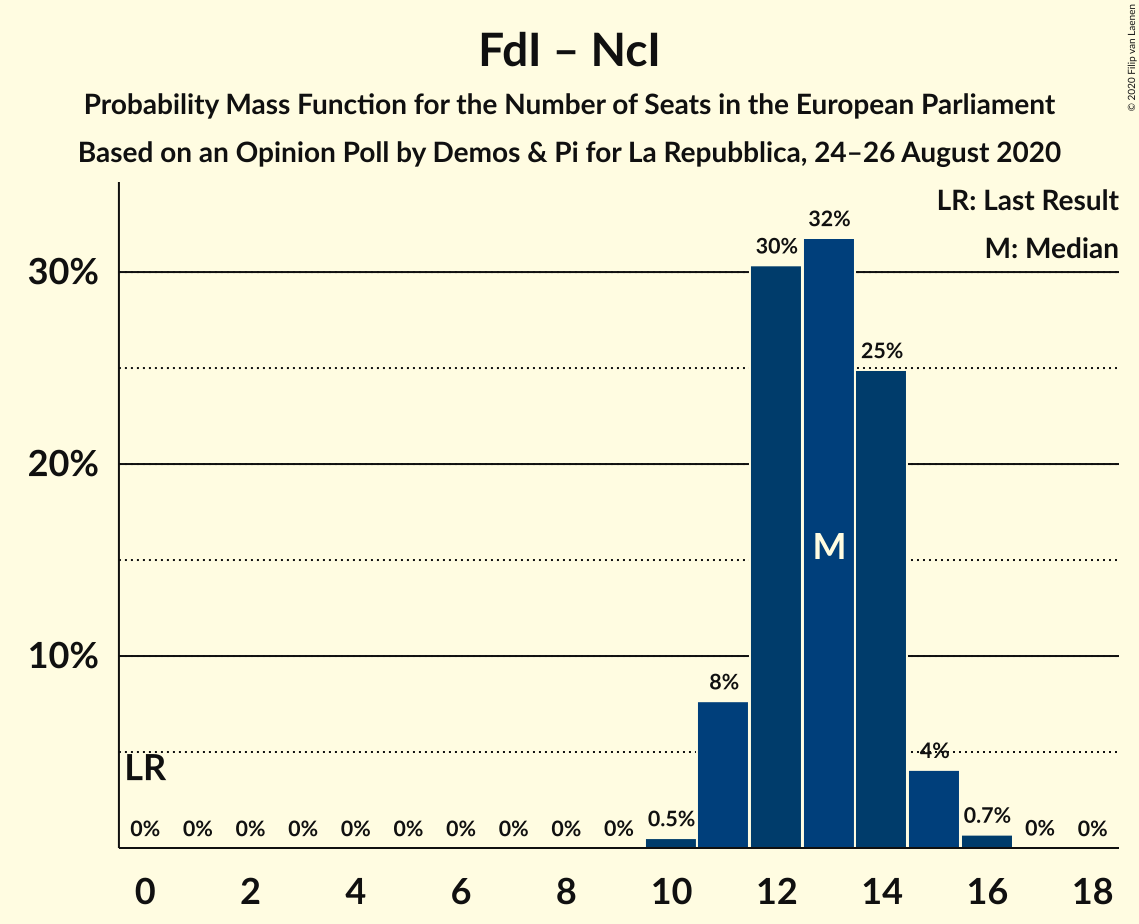 FdI – NcI
Probability Mass Function for the Number of Seats in the European Parliament
Based on an Opinion Poll by Demos & Pi for La Repubblica, 24–26 August 2020
© 2020 Filip van Laenen
LR: Last Result
M: Median
32%
30%
30%
25%
20%
M
10%
8%
4%
LR
0% 0% 0% 0% 0% 0% 0% 0% 0% 0% 0.5% 0.7% 0% 0%
0 2 4 6 8 10 12 14 16 18